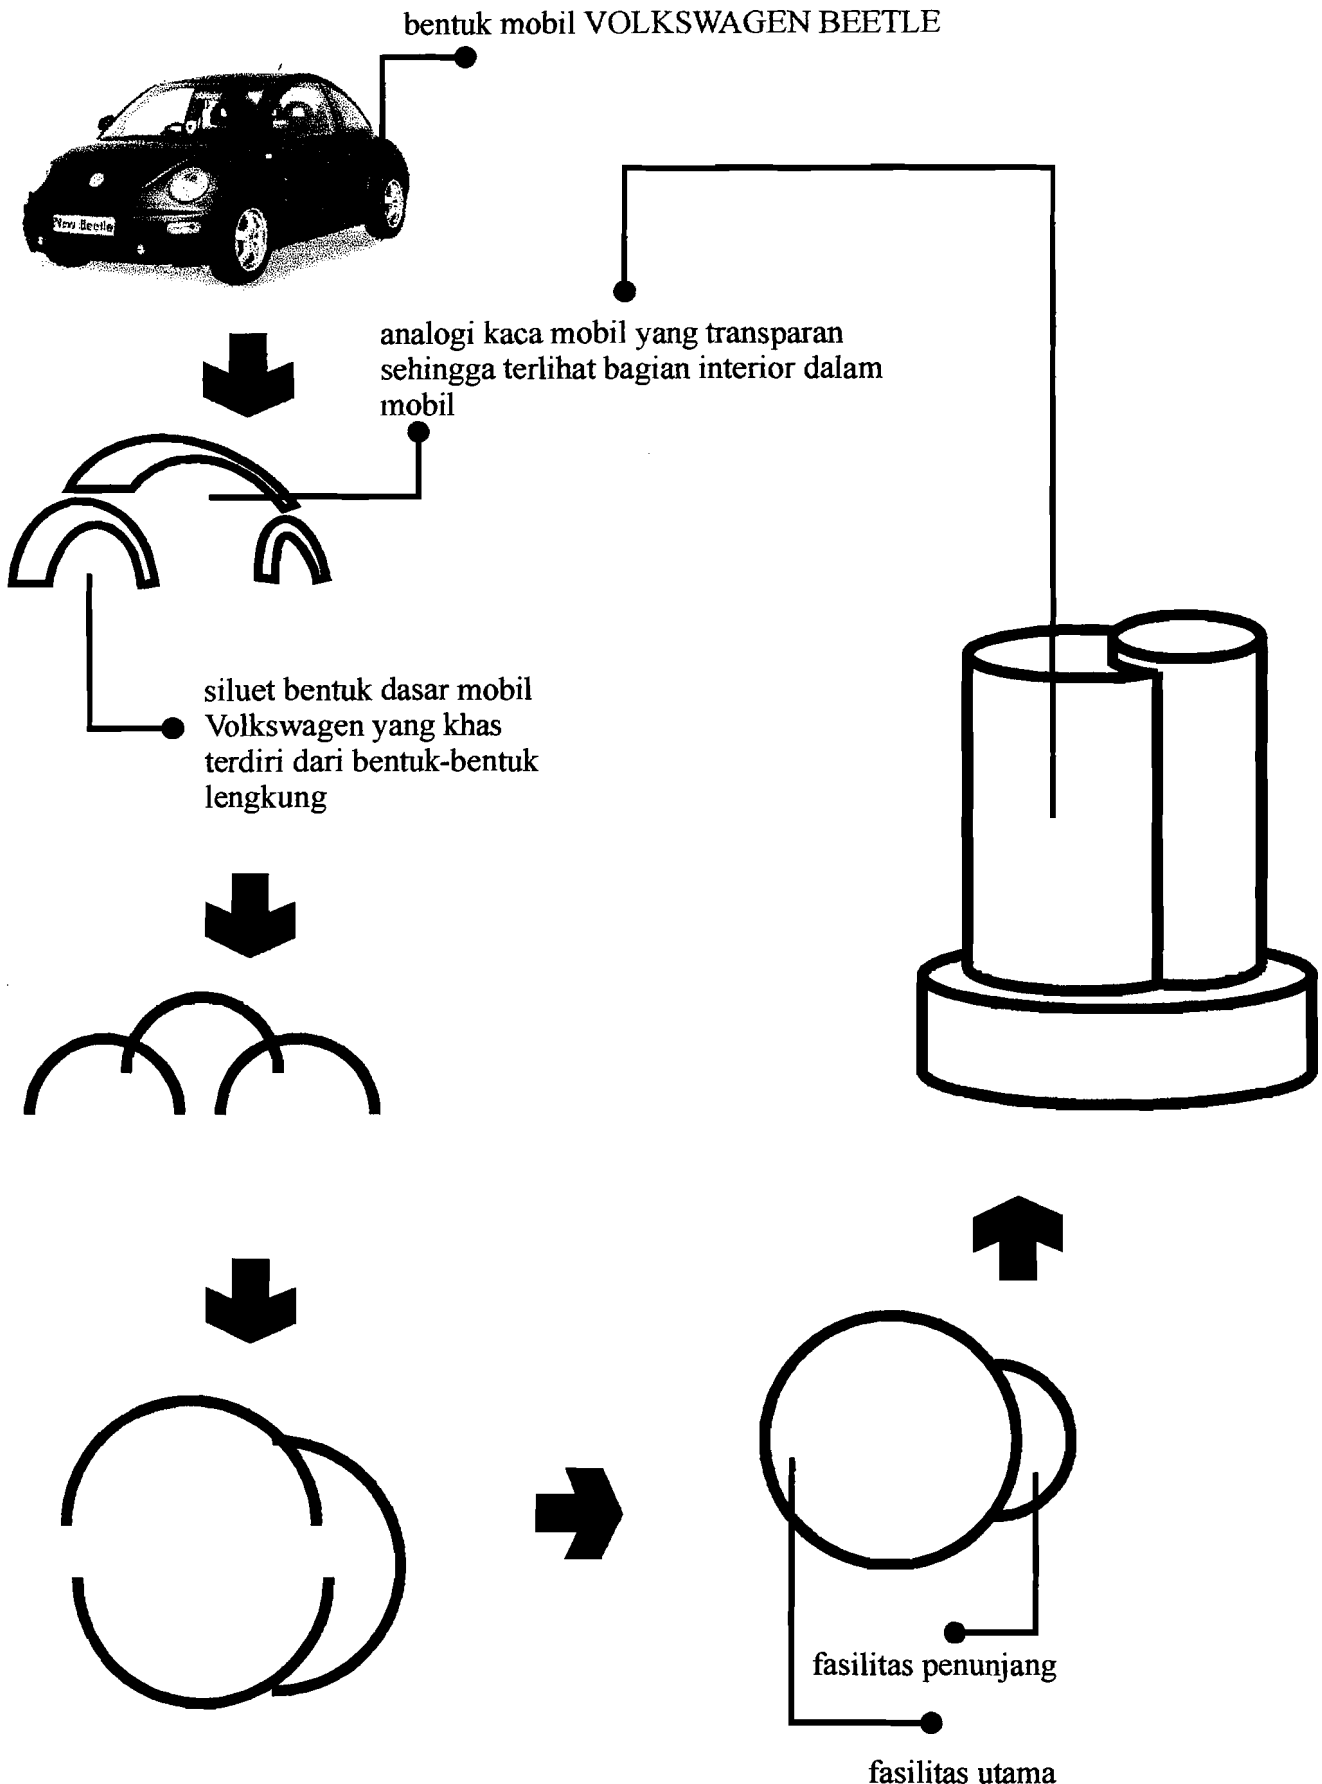 bentuk mobil VOLKSWAGEN BEETLE
New Beetle
analogi kaca mobil yang transparan
sehingga terlihat bagian interior dalam
mobil
siluet bentuk dasar mobil
Volkswagen yang khas
terdiri dari bentuk-bentuk
lengkung
fasilitas penunjang
fasilitas utama